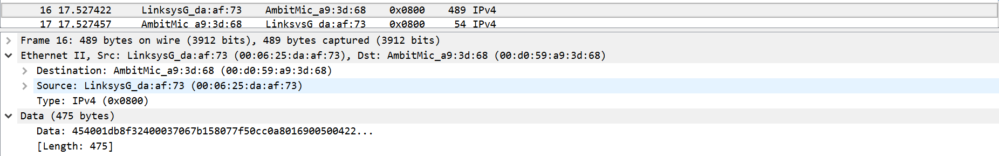 16 17.527422 LinksysG_da:af:73 AmbitMic_a9:3d:68 0x0800 489 IPv4
17 17.527457 AmbitMic_a9:3d:68 LinksysG_da:af:73 0x0800 54 IPv4
Frame 16: 489 bytes on wire (3912 bits), 489 bytes captured (3912 bits)
Ethernet II, Src: LinksysG_da:af:73 (00:06:25:da:af:73), Dst: AmbitMic_a9:3d:68 (00:d0:59:a9:3d:68)
Destination: AmbitMic_a9:3d:68 (00:d0:59:a9:3d:68)
Source: LinksysG_da:af:73 (00:06:25:da:af:73)
Type: IPv4 (0x0800)
Data (475 bytes)
Data: 454001db8f32400037067b158077f50cc0a8016900500422...
[Length: 475]